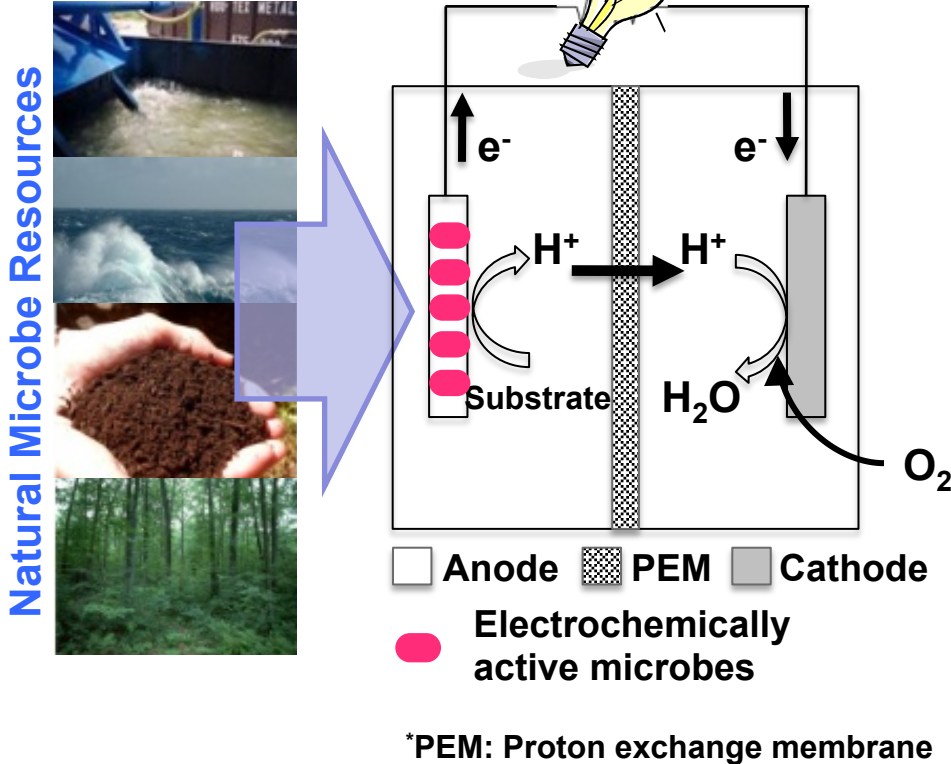 Natural Microbe Resources
e-
e-
H+
H+
Substrate
H2O
O2
Anode
PEM
Cathode
Electrochemically
active microbes
*PEM: Proton exchange membrane